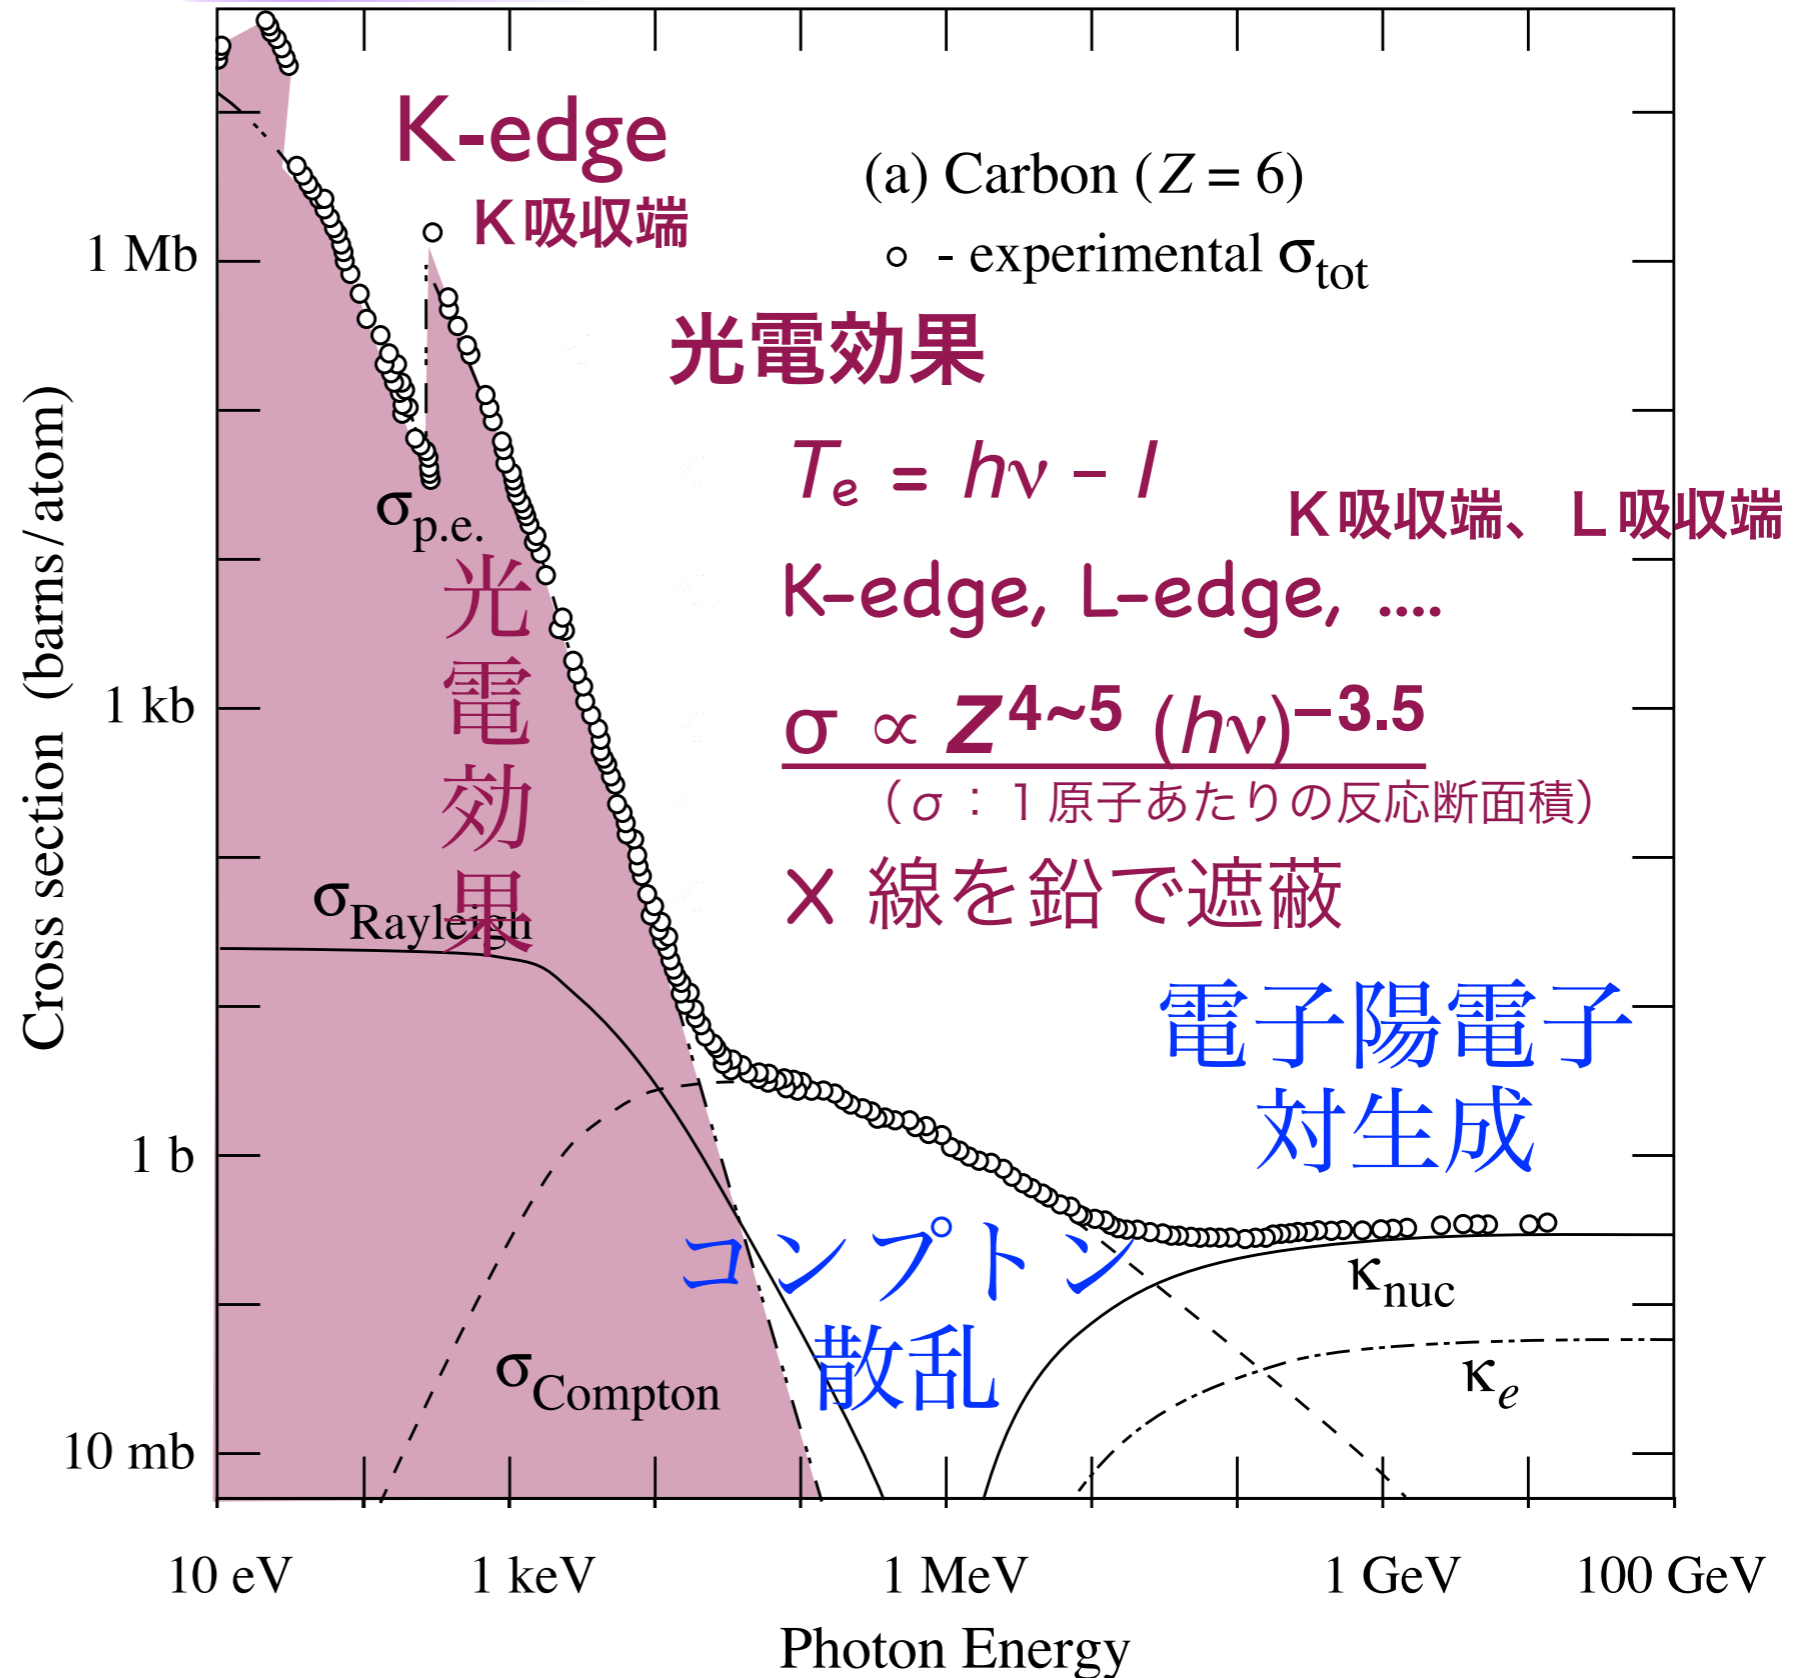 K-edge
K吸収端
(a) Carbon (Z = 6)
- experimental σtot
1 Mb
光電効果
Te = hν − I
K吸収端、L吸収端
K-edge, L-edge, ....
σp.e.
光電効果
σ ∝ Z4~5 (hν)−3.5
(σ:1原子あたりの反応断面積)
X 線を鉛で遮蔽
1 kb
Cross section (barns/atom)
σRayleigh
電子陽電子
対生成
1 b
コンプトン
散乱
κnuc
κe
σCompton
10 mb
10 eV 1 keV 1 MeV 1 GeV 100 GeV
Photon Energy